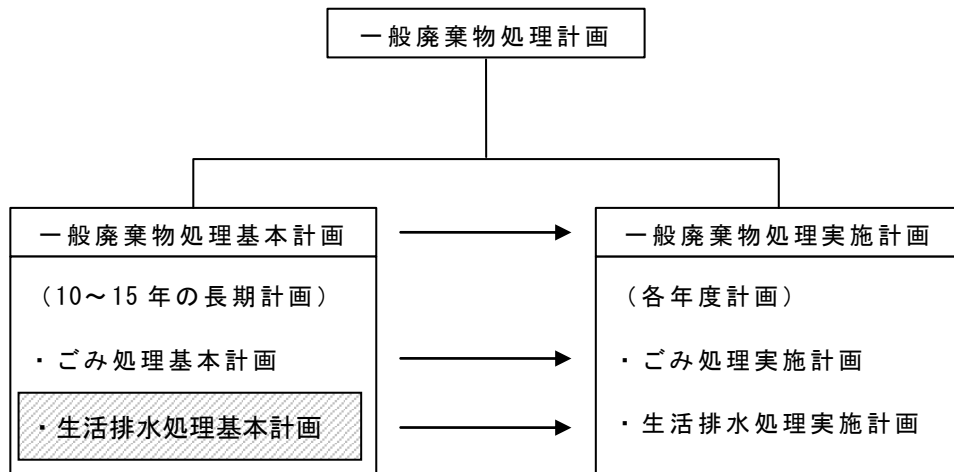 一般廃棄物処理計画
一般廃棄物処理基本計画
(10～15年の長期計画)
・ごみ処理基本計画
・生活排水処理基本計画
一般廃棄物処理実施計画
(各年度計画)
・ごみ処理実施計画
・生活排水処理実施計画